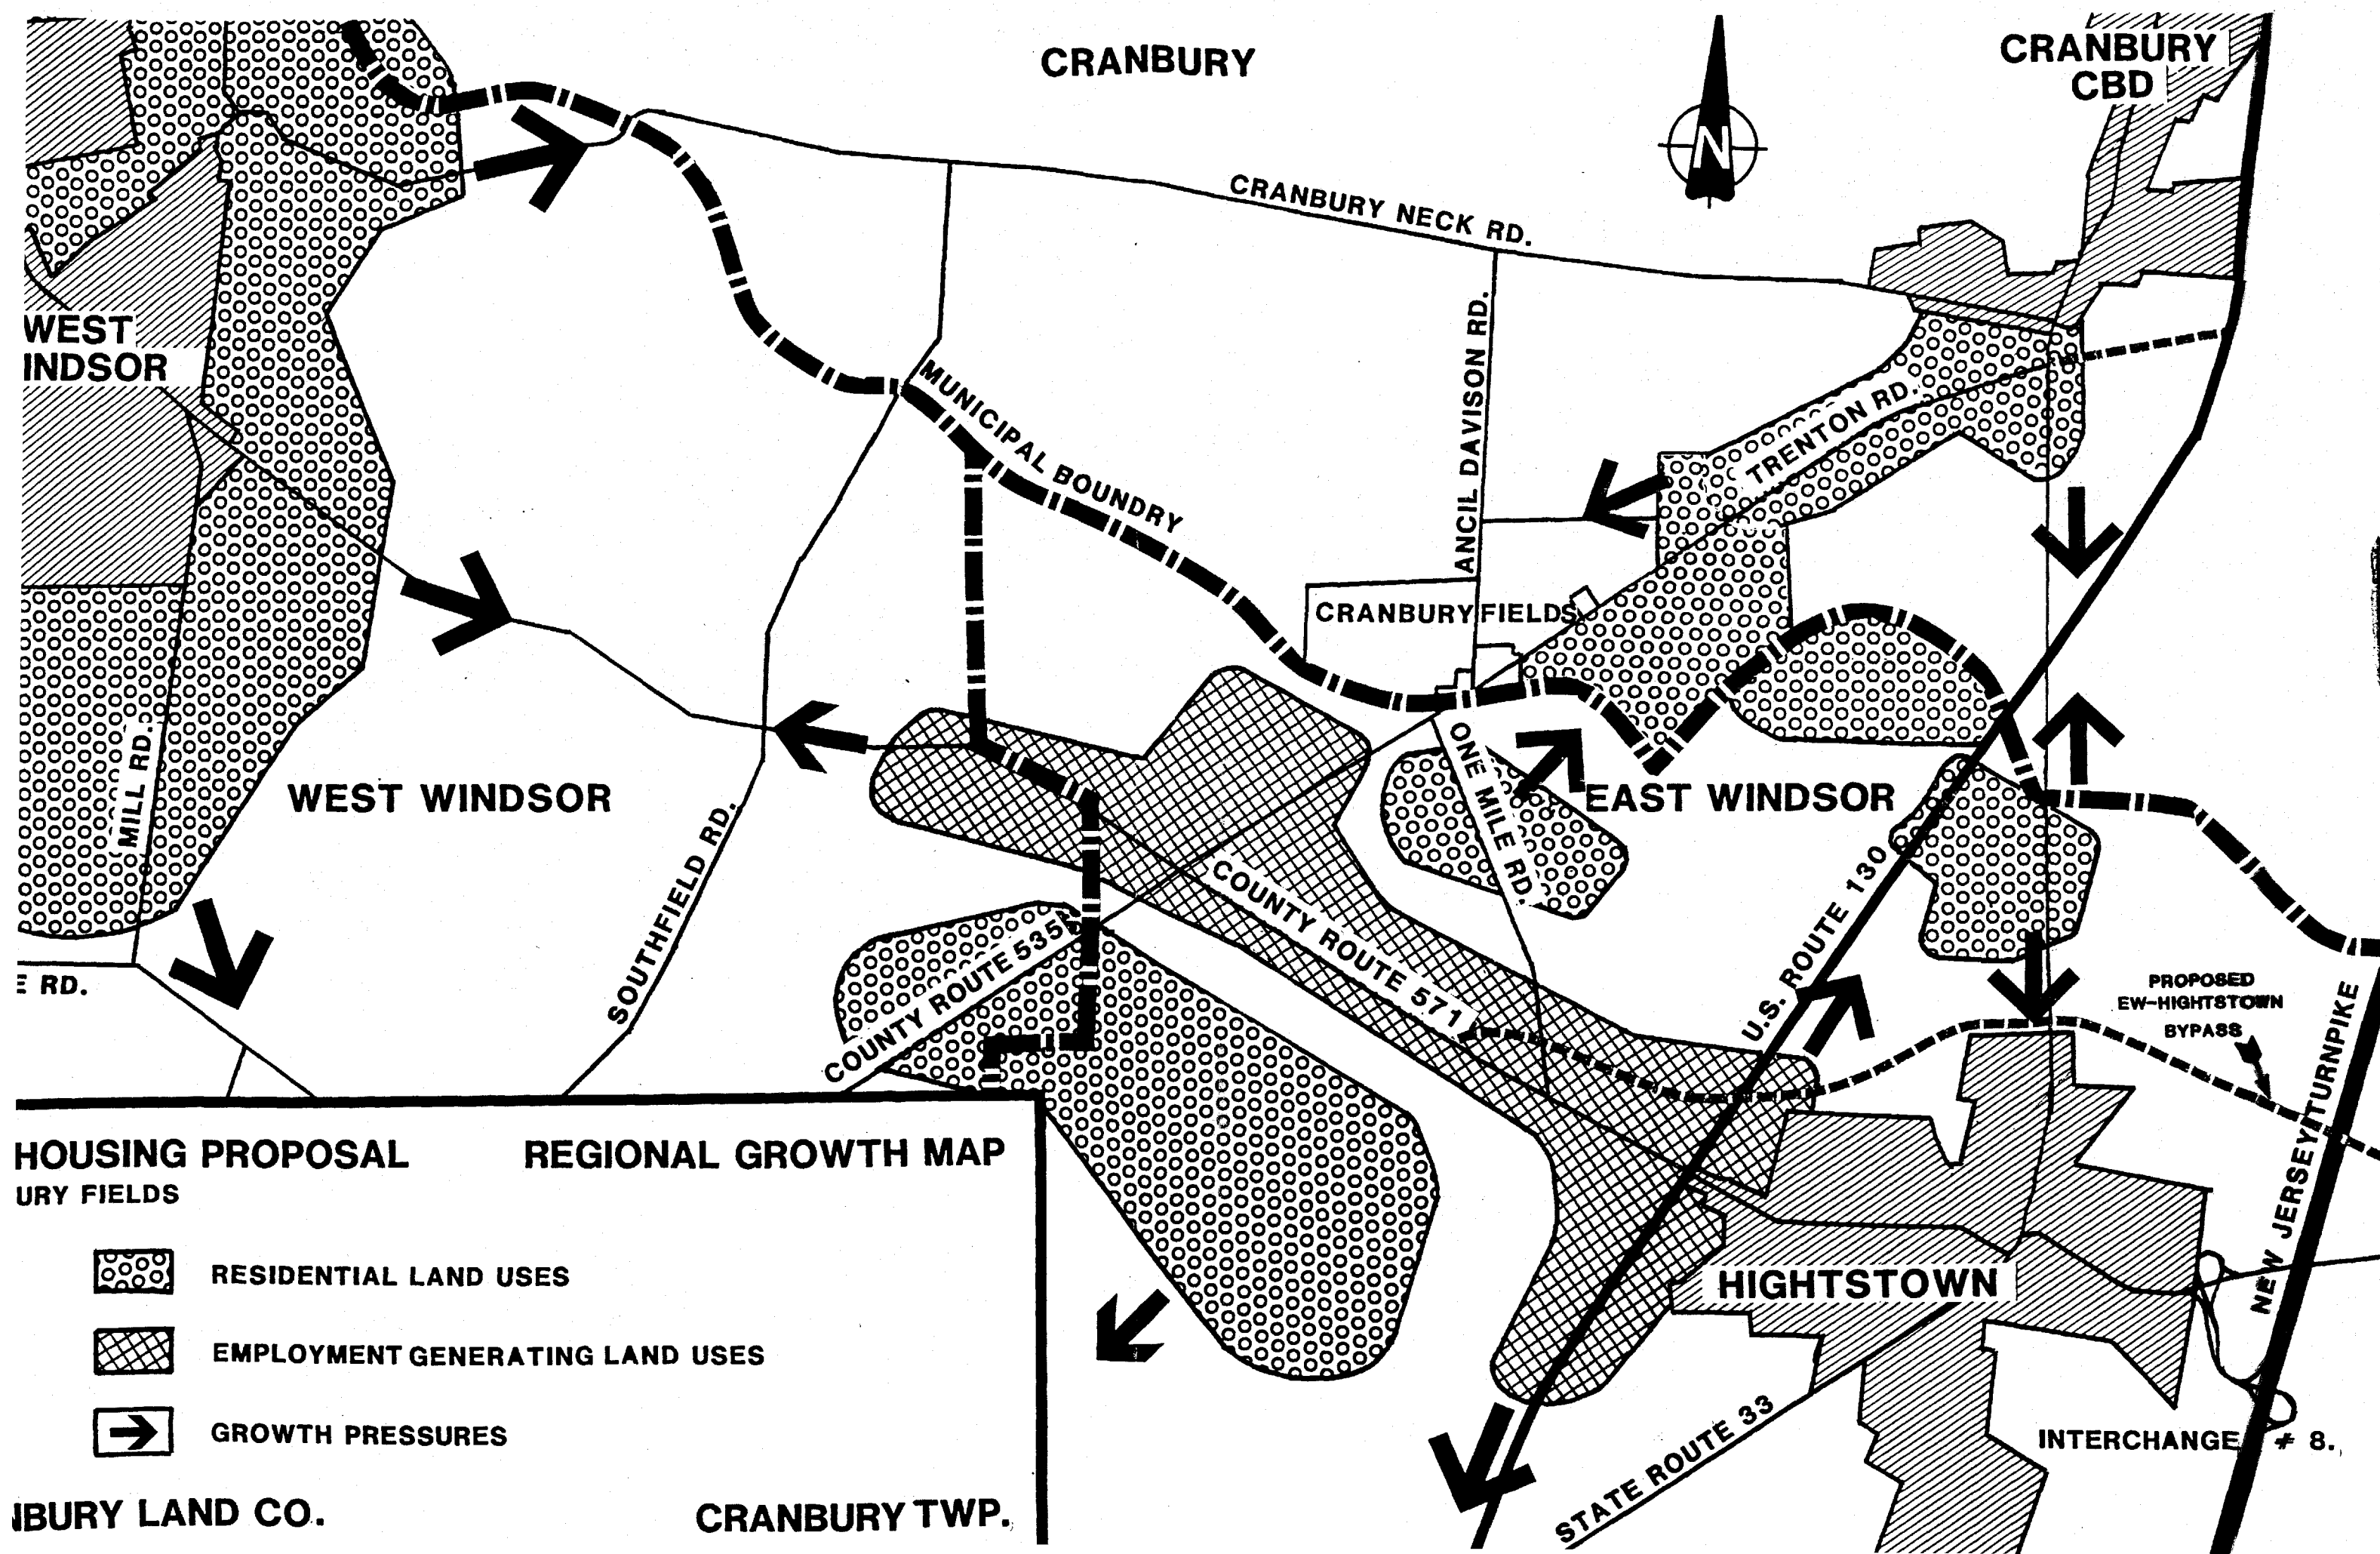 CRANBURY
CRANBURY
CBD
N
CRANBURY NECK RD.
WEST
INDSOR
MUNICIPAL BOUNDRY
ANCIL DAVISON RD.
TRENTON RD.
CRANBURY FIELDS
MILL RD.
WEST WINDSOR
SOUTHFIELD RD.
ONE MILE RD.
EAST WINDSOR
COUNTY ROUTE 535
COUNTY ROUTE 571
U.S. ROUTE 130
E RD.
PROPOSED
EW-HIGHTSTOWN
BYPASS
NEW JERSEY TURNPIKE
HIGHTSTOWN
STATE ROUTE 33
INTERCHANGE # 8.
HOUSING PROPOSAL REGIONAL GROWTH MAP
URY FIELDS
RESIDENTIAL LAND USES
EMPLOYMENT GENERATING LAND USES
GROWTH PRESSURES
NBURY LAND CO. CRANBURY TWP.